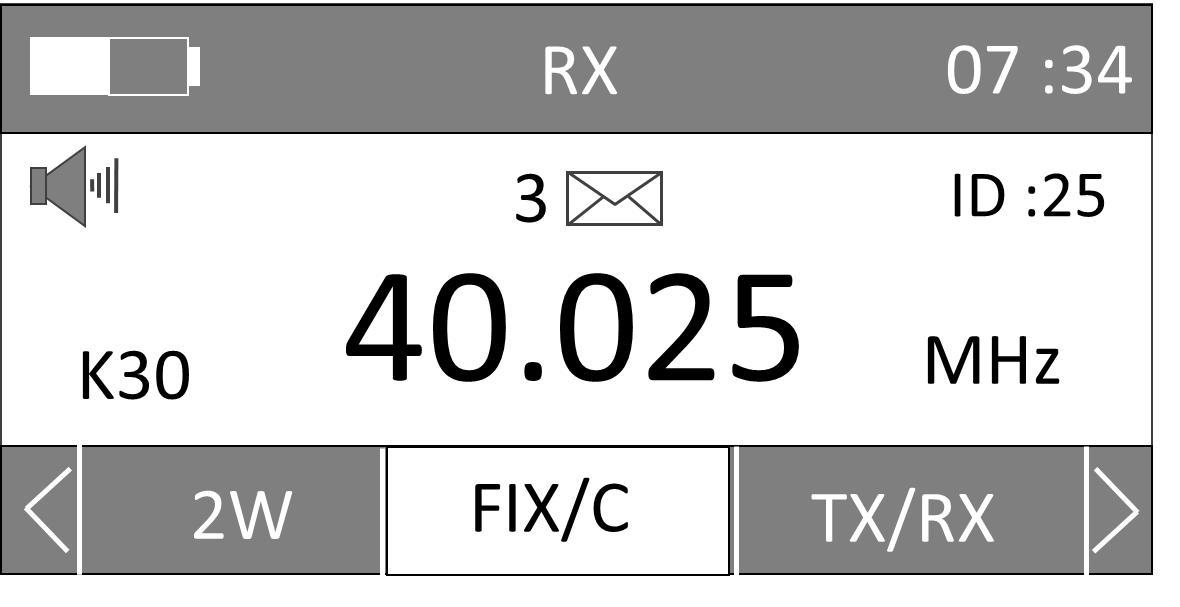 RX 07 :34
3 ID :25
40.025
K30 MHz
2W FIX/C TX/RX